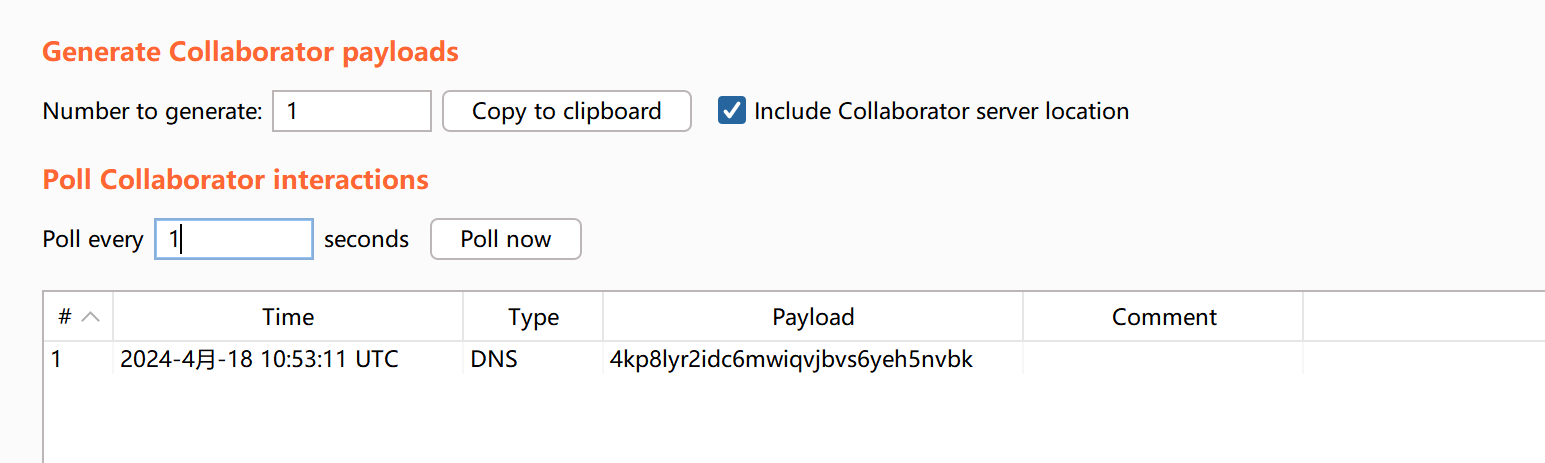 Generate Collaborator payloads
Number to generate: 1 Copy to clipboard Include Collaborator server location
Poll Collaborator interactions
Poll every 1 seconds Poll now
# Time Type Payload Comment
1 2024-4月-18 10:53:11 UTC DNS 4kp8lyr2idc6mwiqvjbvs6yeh5nvbk